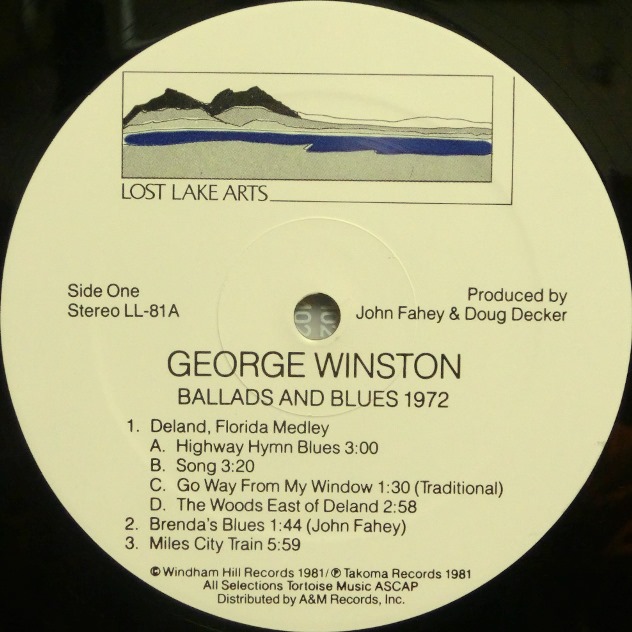 LOST LAKE ARTS
Side One
Stereo LL-81A
Produced by
John Fahey & Doug Decker
GEORGE WINSTON
BALLADS AND BLUES 1972
1. Deland, Florida Medley
A. Highway Hymn Blues 3:00
B. Song 3:20
C. Go Way From My Window 1:30 (Traditional)
D. The Woods East of Deland 2:58
2. Brenda's Blues 1:44 (John Fahey)
3. Miles City Train 5:59
© Windham Hill Records 1981/℗ Takoma Records 1981
All Selections Tortoise Music ASCAP
Distributed by A&M Records, Inc.